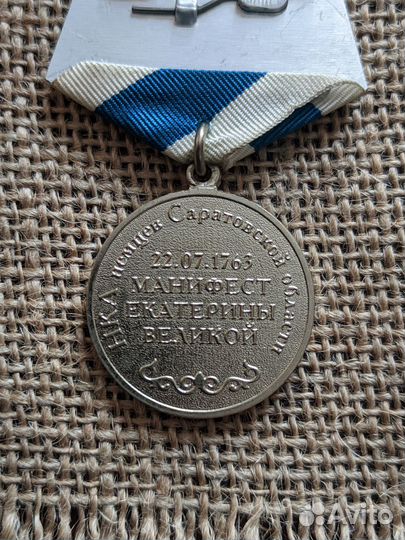 НКА немцев Саратовской области
22.07.1763
МАНИФЕСТ
ЕКАТЕРИНЫ
ВЕЛИКОЙ
Avito